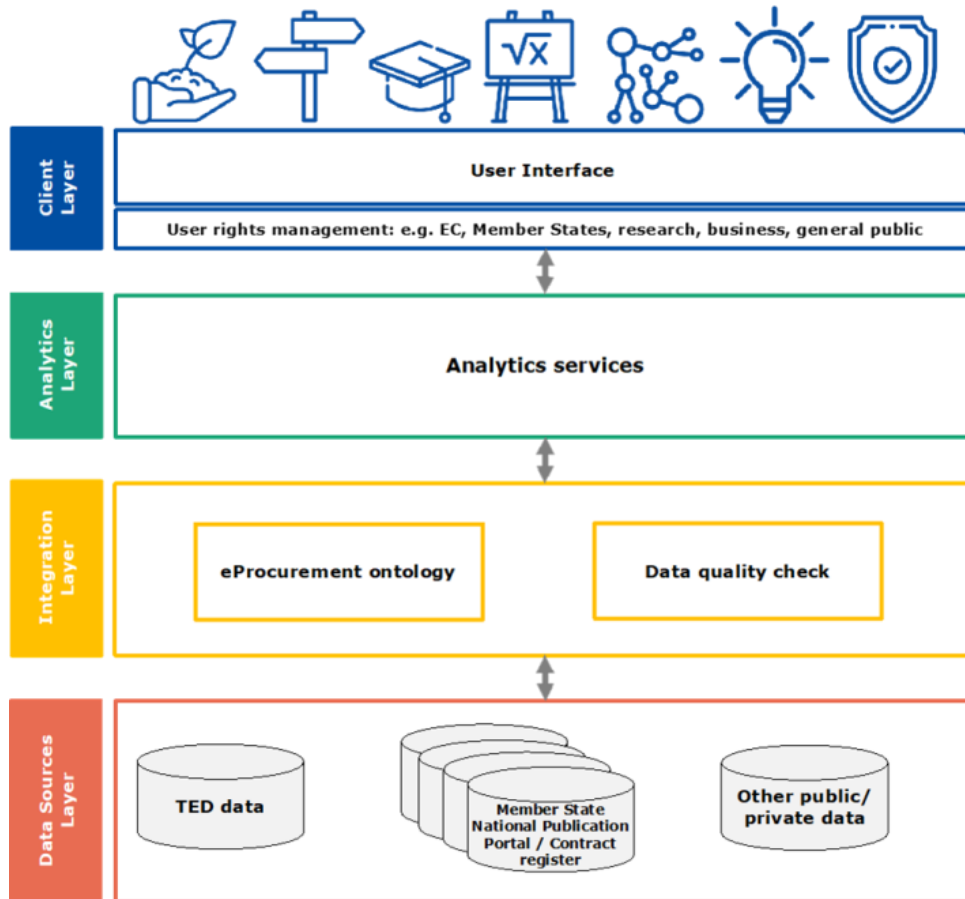 √X
Client
Layer
User Interface
User rights management: e.g. EC, Member States, research, business, general public
Analytics
Layer
Analytics services
Integration
Layer
eProcurement ontology
Data quality check
Data Sources
Layer
TED data
Member State
National Publication
Portal / Contract
register
Other public/
private data